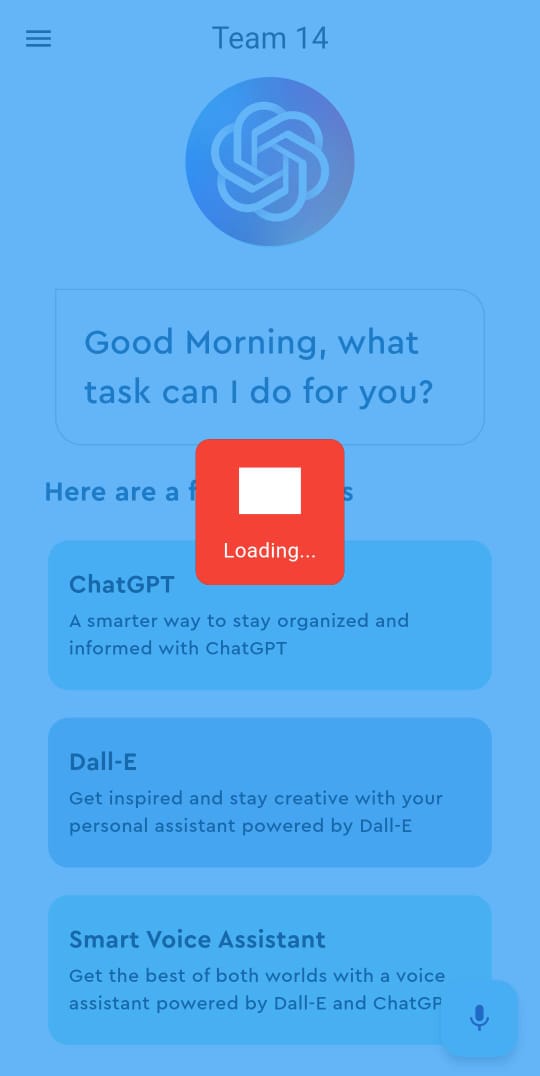 Team 14
Good Morning, what
task can I do for you?
Here are a f
s
Loading...
ChatGPT
A smarter way to stay organized and
informed with ChatGPT
Dall-E
Get inspired and stay creative with your
personal assistant powered by Dall-E
Smart Voice Assistant
Get the best of both worlds with a voice
assistant powered by Dall-E and ChatGP